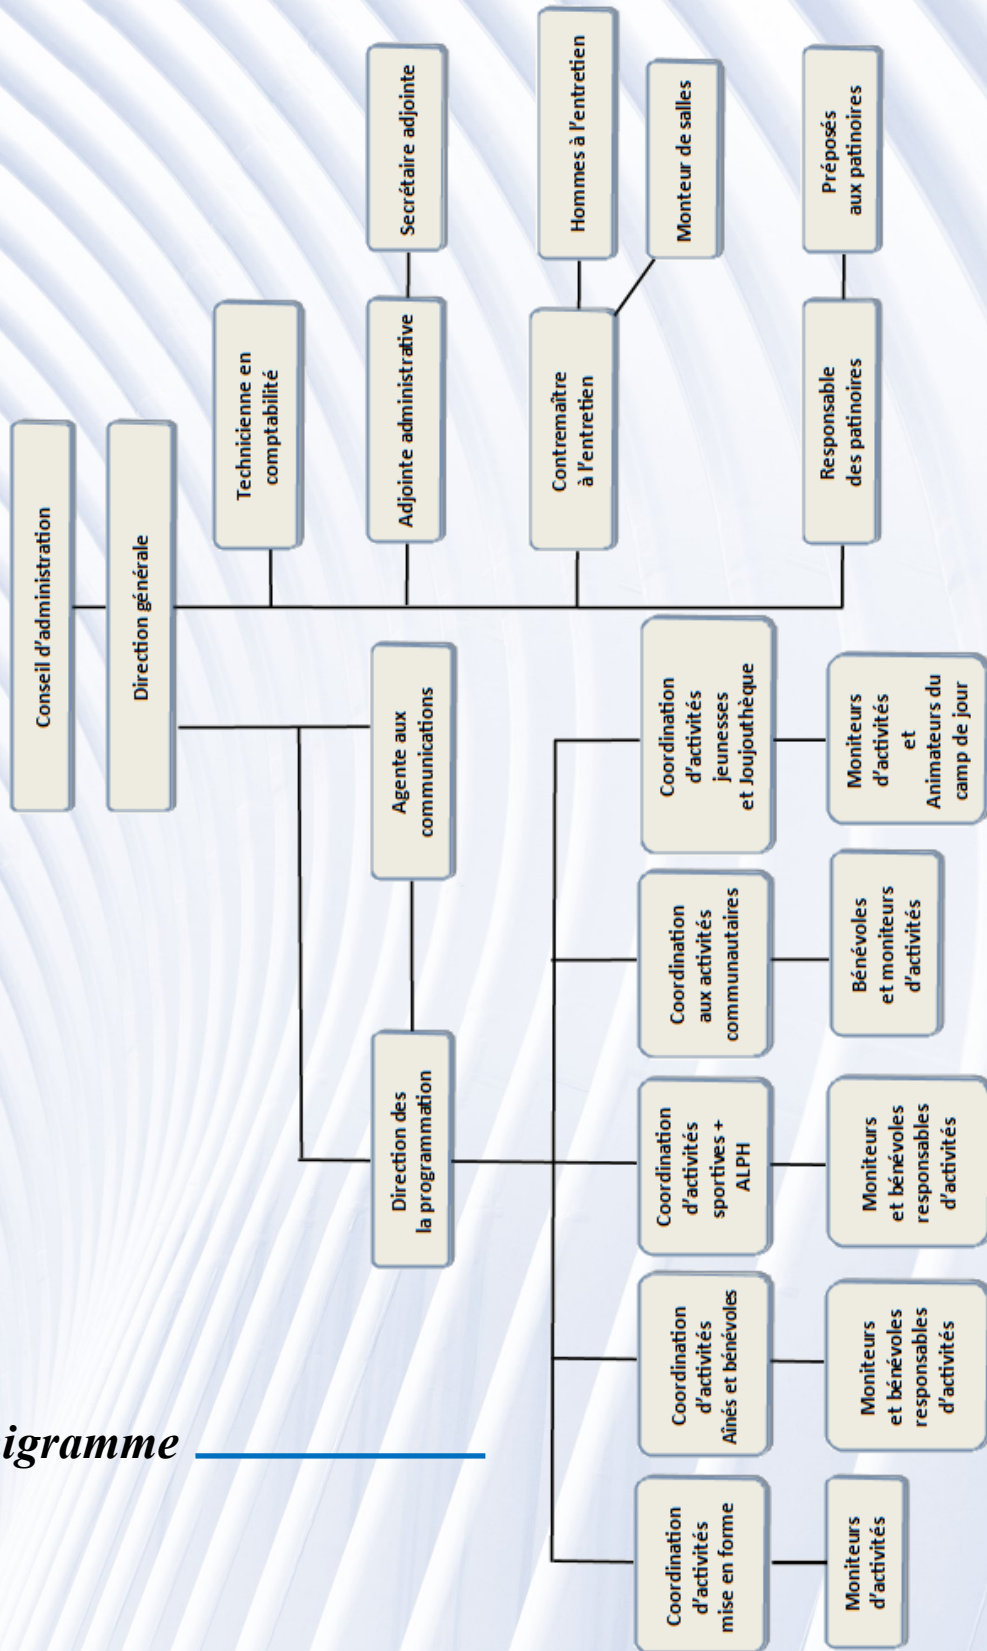 igramme
Conseil d'administration
Direction générale
Technicienne en
comptabilité
Adjointe administrative
Secrétaire adjointe
Contremaître
à l'entretien
Hommes à l'entretien
Monteur de salles
Responsable
des patinoires
Préposés
aux patinoires
Direction des
la programmation
Agente aux
communications
Coordination
d'activités
mise en forme
Coordination
d'activités
Aînés et bénévoles
Coordination
d'activités
sportives +
ALPH
Coordination
aux activités
communautaires
Coordination
d'activités
jeunesses
et Joujouthèque
Moniteurs
d'activités
Moniteurs
et bénévoles
responsables
d'activités
Moniteurs
et bénévoles
responsables
d'activités
Bénévoles
et moniteurs
d'activités
Moniteurs
d'activités
et
Animateurs du
camp de jour